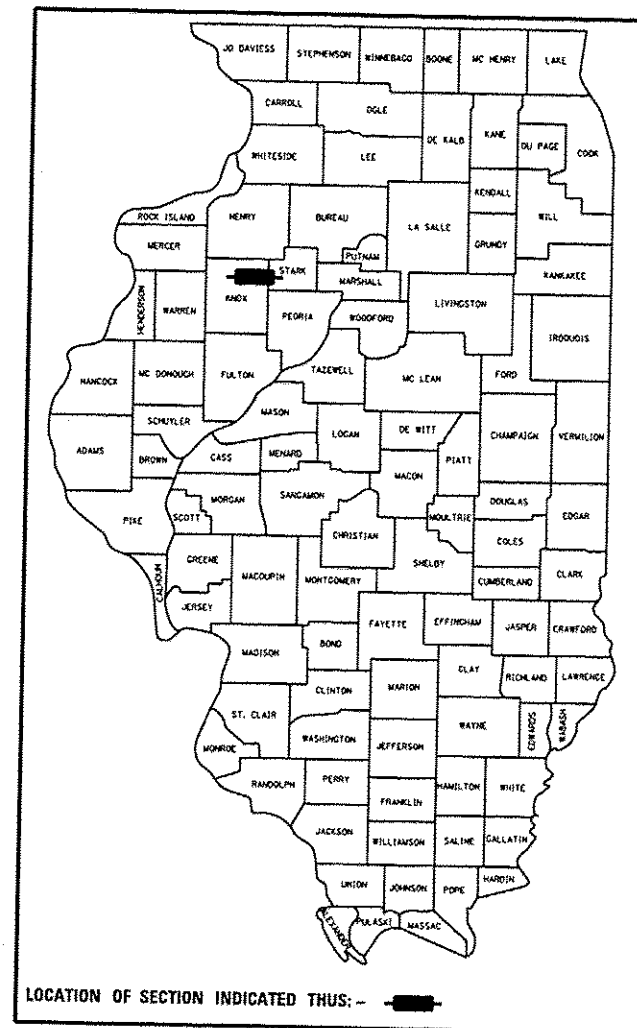 JO DAVIESS
STEPHENSON
WINNEBAGO
BOONE
MC HENRY
LAKE
CARROLL
OGLE
DE KALB
KANE
DU PAGE
COOK
WHITESIDE
LEE
KENDALL
WILL
ROCK ISLAND
HENRY
BUREAU
LA SALLE
GRUNDY
MERCER
PUTNAM
STARK
MARSHALL
KANKAKEE
HENDERSON
WARREN
KNOX
PEORIA
WOODFORD
LIVINGSTON
IROQUOIS
HANCOCK
MC DONOUGH
FULTON
TAZEWELL
MC LEAN
FORD
SCHUYLER
MASON
LOGAN
DE WITT
CHAMPAIGN
VERMILION
ADAMS
BROWN
CASS
MENARD
MACON
PIATT
PIKE
SCOTT
MORGAN
SANGAMON
CHRISTIAN
MOULTRIE
DOUGLAS
EDGAR
COLES
CALHOUN
GREENE
MACOUPIN
MONTGOMERY
SHELBY
CUMBERLAND
CLARK
JERSEY
FAYETTE
EFFINGHAM
JASPER
CRAWFORD
MADISON
BOND
CLAY
RICHLAND
LAWRENCE
CLINTON
MARION
ST. CLAIR
WAYNE
EDWARDS
WABASH
MONROE
WASHINGTON
JEFFERSON
RANDOLPH
PERRY
HAMILTON
WHITE
FRANKLIN
JACKSON
WILLIAMSON
SALINE
GALLATIN
UNION
JOHNSON
POPE
HARDIN
ALEXANDER
PULASKI
MASSAC
LOCATION OF SECTION INDICATED THUS: -